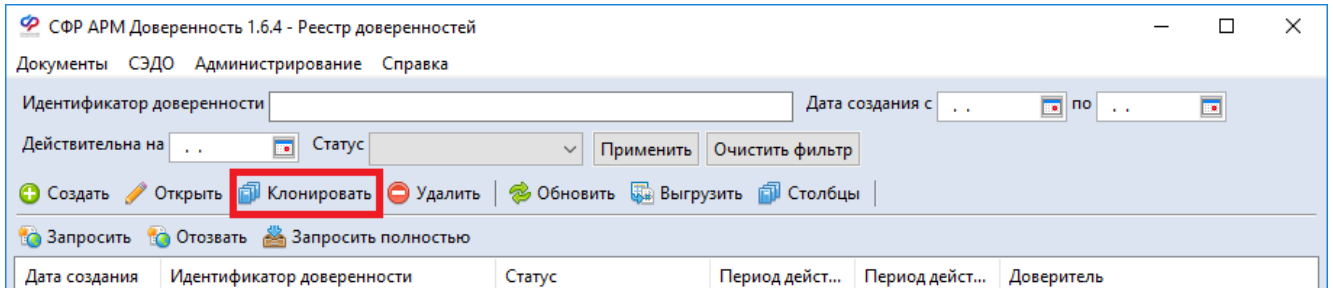 СФР АРМ Доверенность 1.6.4 - Реестр доверенностей
Документы СЭДО Администрирование Справка
Идентификатор доверенности Дата создания с . . по . .
Действительна на . . Статус Применить Очистить фильтр
Создать Открыть Клонировать Удалить Обновить Выгрузить Столбцы
Запросить Отозвать Запросить полностью
Дата создания Идентификатор доверенности Статус Период дейст... Период дейст... Доверитель